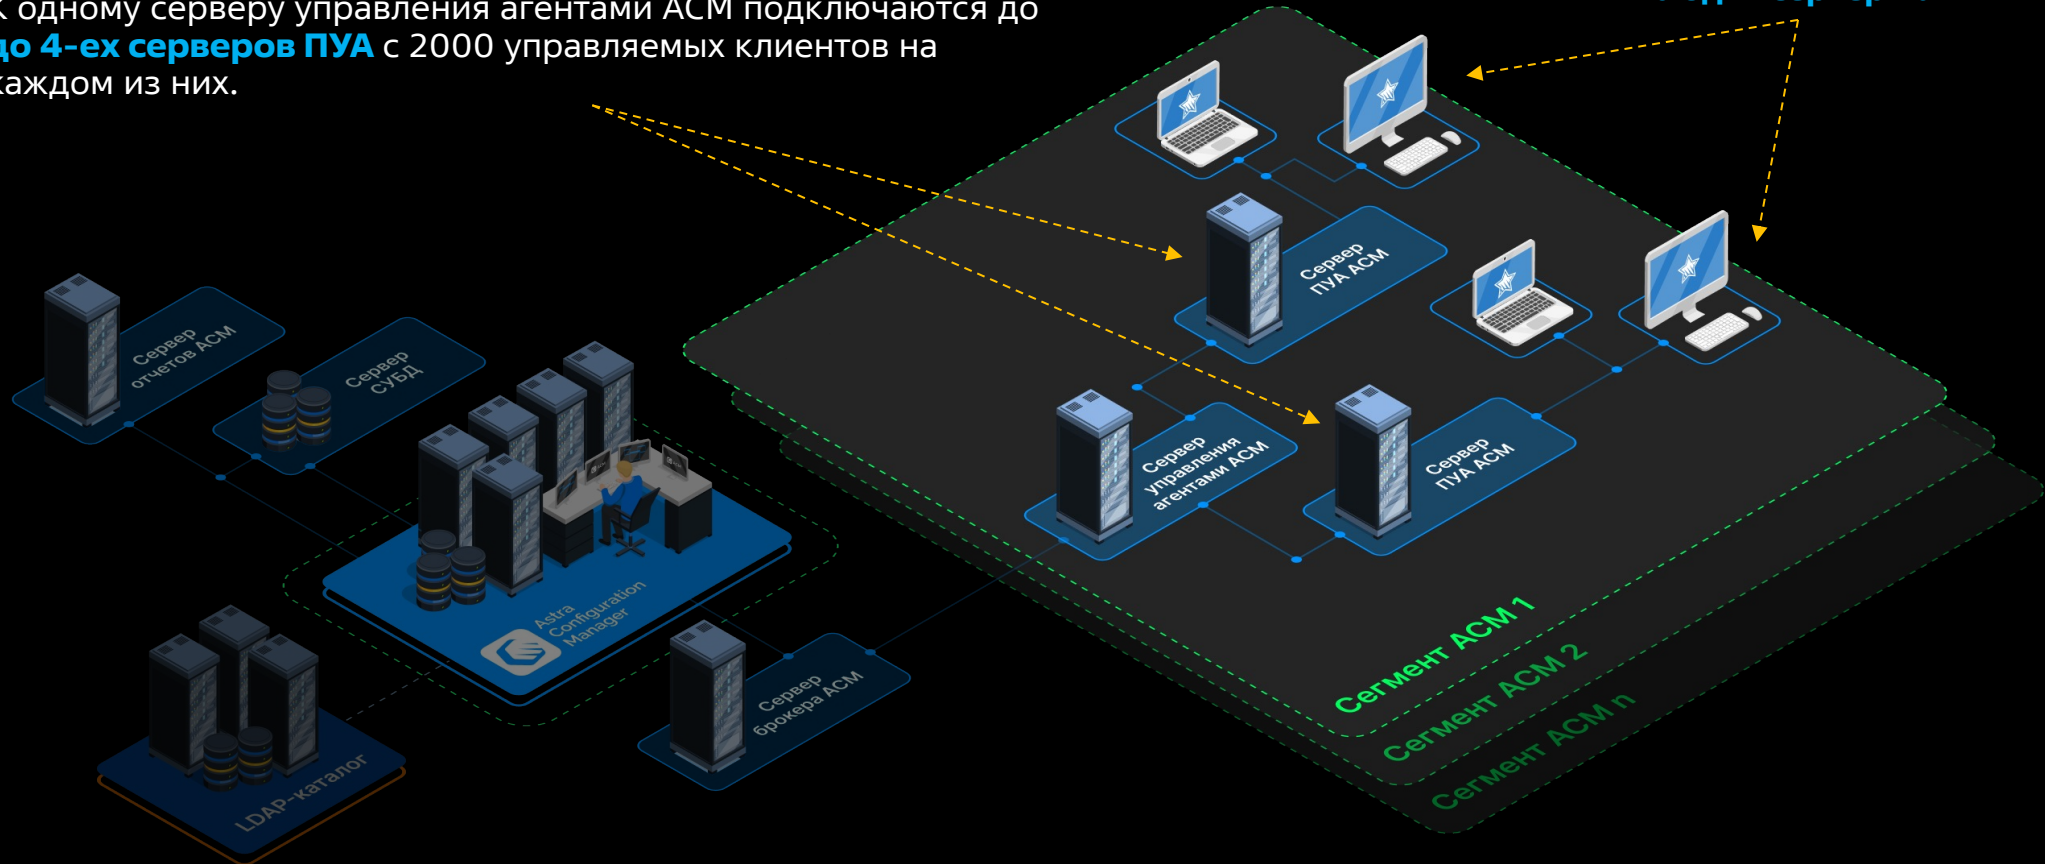 К одному серверу управления агентами АСМ подключаются до
до 4-ех серверов ПУА с 2000 управляемых клиентов на
каждом из них.
Сервер
ПУА АСМ
Сервер
отчетов АСМ
Сервер
СУБД
Сервер
управления
агентами АСМ
Сервер
ПУА АСМ
Astra
Configuration
Manager
Сервер
брокера АСМ
LDAP-каталог
Сегмент АСМ 1
Сегмент АСМ 2
Сегмент АСМ n